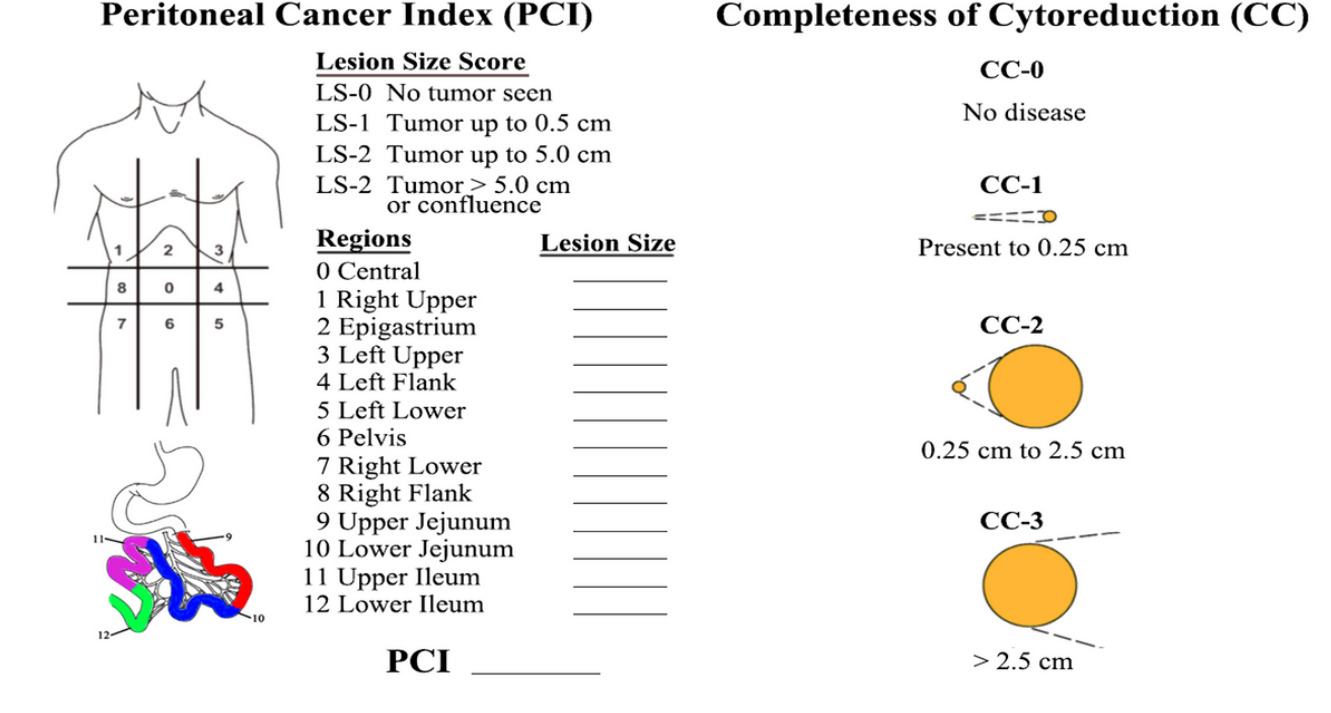 Peritoneal Cancer Index (PCI)
Lesion Size Score
LS-0 No tumor seen
LS-1 Tumor up to 0.5 cm
LS-2 Tumor up to 5.0 cm
LS-2 Tumor > 5.0 cm
or confluence
1 2 3
8 0 4
7 6 5
Regions Lesion Size
0 Central
1 Right Upper
2 Epigastrium
3 Left Upper
4 Left Flank
5 Left Lower
6 Pelvis
7 Right Lower
8 Right Flank
9 Upper Jejunum
10 Lower Jejunum
11 Upper Ileum
12 Lower Ileum
11 9
10
12
PCI
Completeness of Cytoreduction (CC)
CC-0
No disease
CC-1
Present to 0.25 cm
CC-2
0.25 cm to 2.5 cm
CC-3
> 2.5 cm